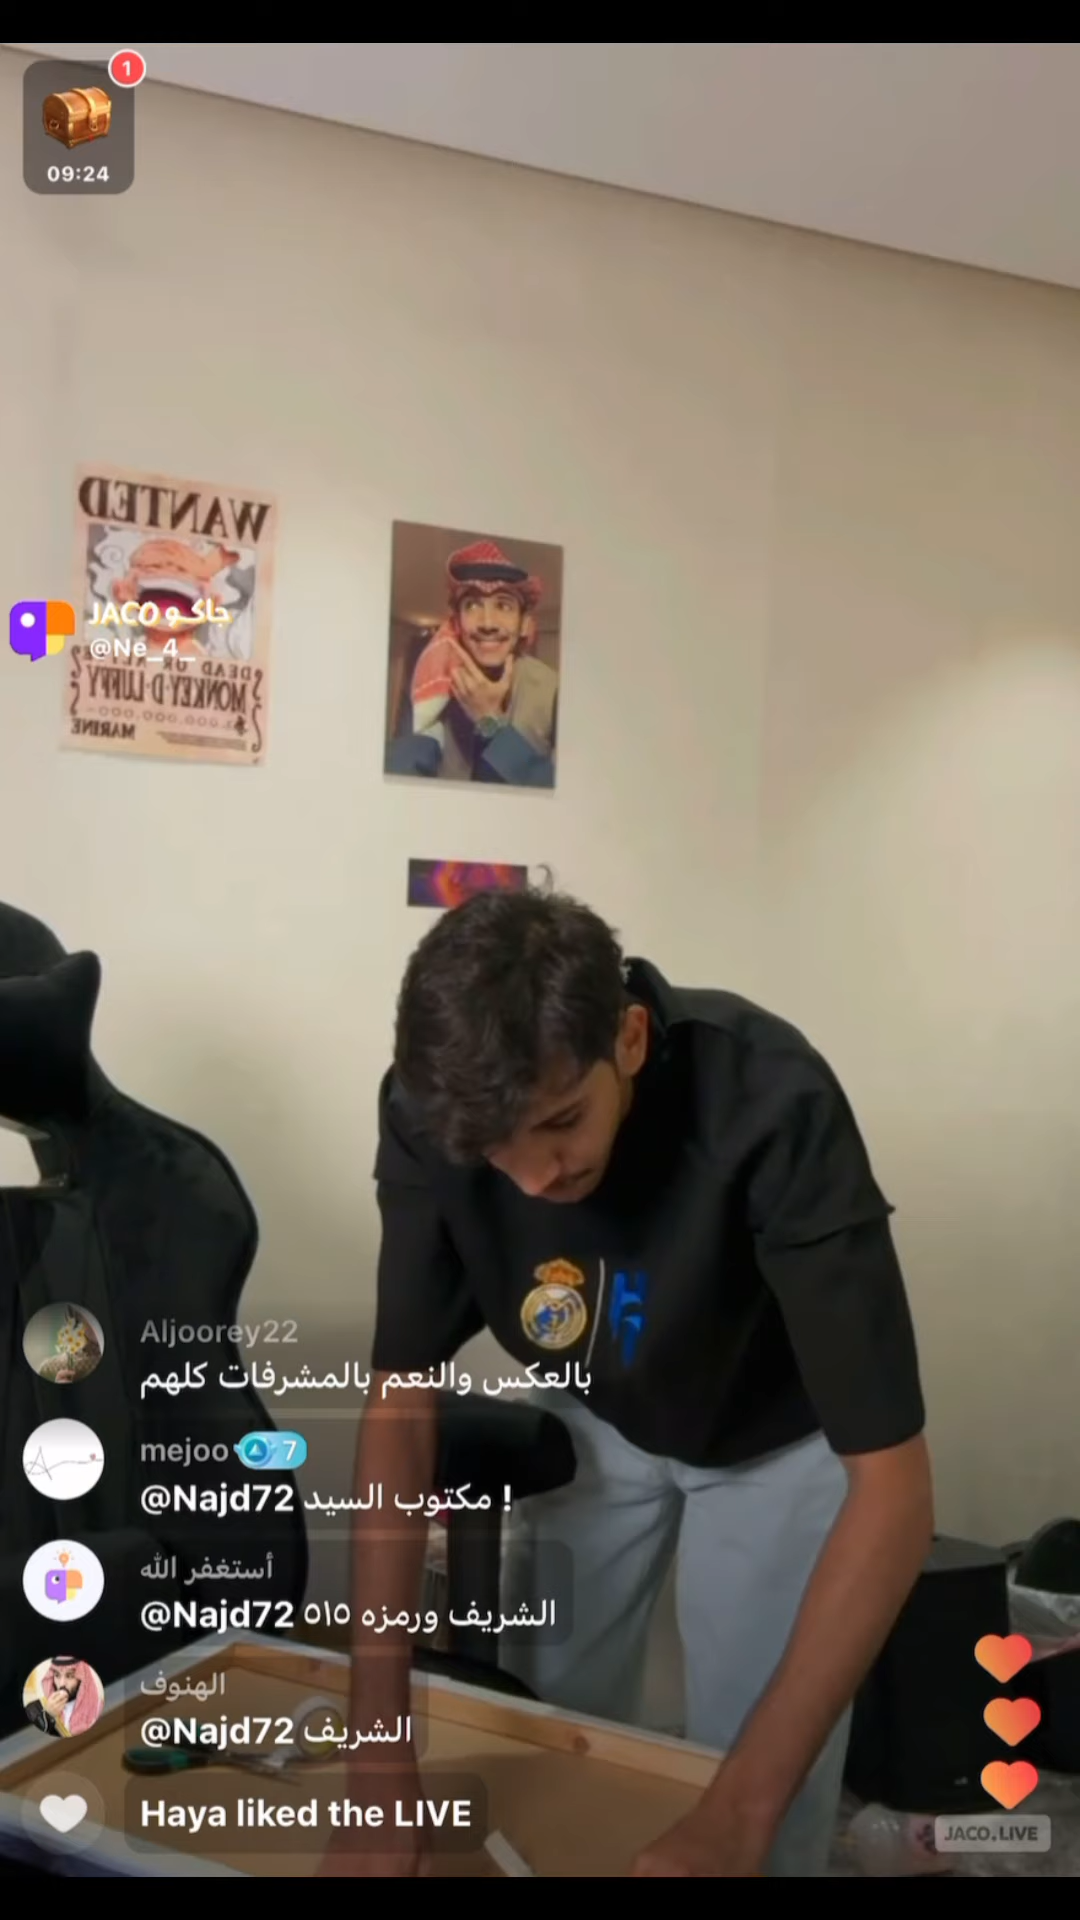 1
09:24
WANTED
JACO جاكو
@Ne_4_
DEAD OR
MONKEY·D·LUFFY
MARINE
Aljoorey22
بالعكس والنعم بالمشرفات كلهم
mejoo 7
@Najd72 مكتوب السيد !
أستغفر الله
@Najd72 الشريف ورمزه ٥١٥
الهنوف
@Najd72 الشريف
Haya liked the LIVE
JACO.LIVE